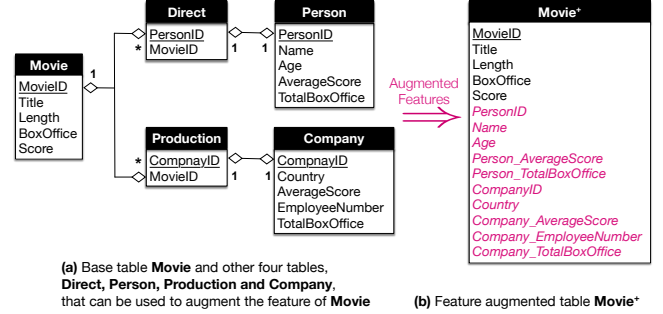 Direct
PersonID
MovieID
Person
PersonID
Name
Age
AverageScore
TotalBoxOffice
Movie
MovieID
Title
Length
BoxOffice
Score
1
*
1
1
Production
CompnayID
MovieID
Company
CompnayID
Country
AverageScore
EmployeeNumber
TotalBoxOffice
*
1
1
Augmented
Features
Movie+
MovieID
Title
Length
BoxOffice
Score
PersonID
Name
Age
Person_AverageScore
Person_TotalBoxOffice
CompanyID
Country
Company_AverageScore
Company_EmployeeNumber
Company_TotalBoxOffice
(a) Base table Movie and other four tables,
Direct, Person, Production and Company,
that can be used to augment the feature of Movie
(b) Feature augmented table Movie+